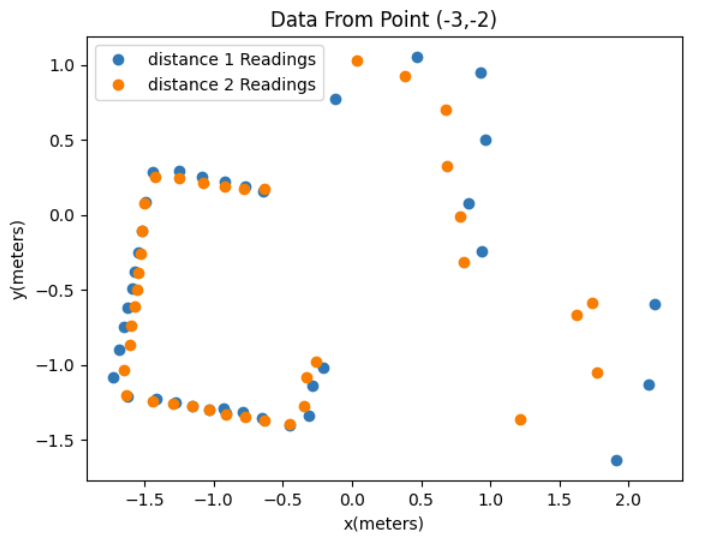 Data From Point (-3,-2)
distance 1 Readings
distance 2 Readings
1.0
0.5
0.0
−0.5
−1.0
−1.5
y(meters)
−1.5 −1.0 −0.5 0.0 0.5 1.0 1.5 2.0
x(meters)